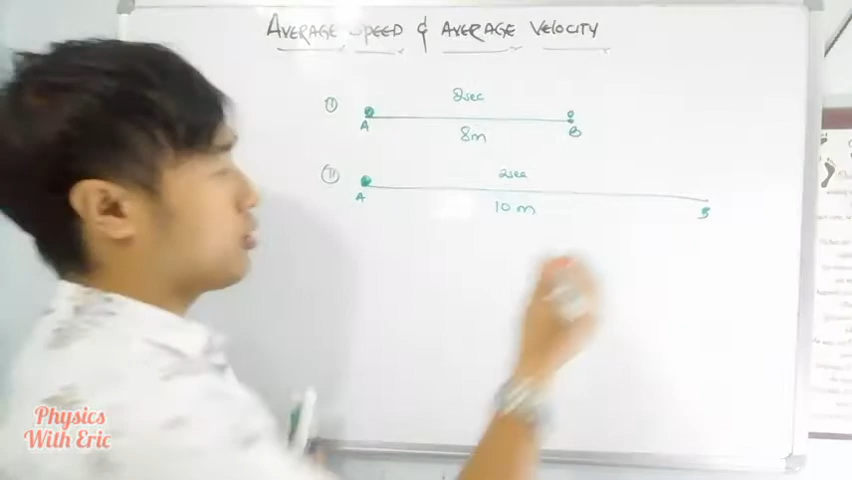 AVERAGE SPEED & AVERAGE VELOCITY
I 2sec
A B
8m
II 2sec
A B
10 m
Physics
With Eric